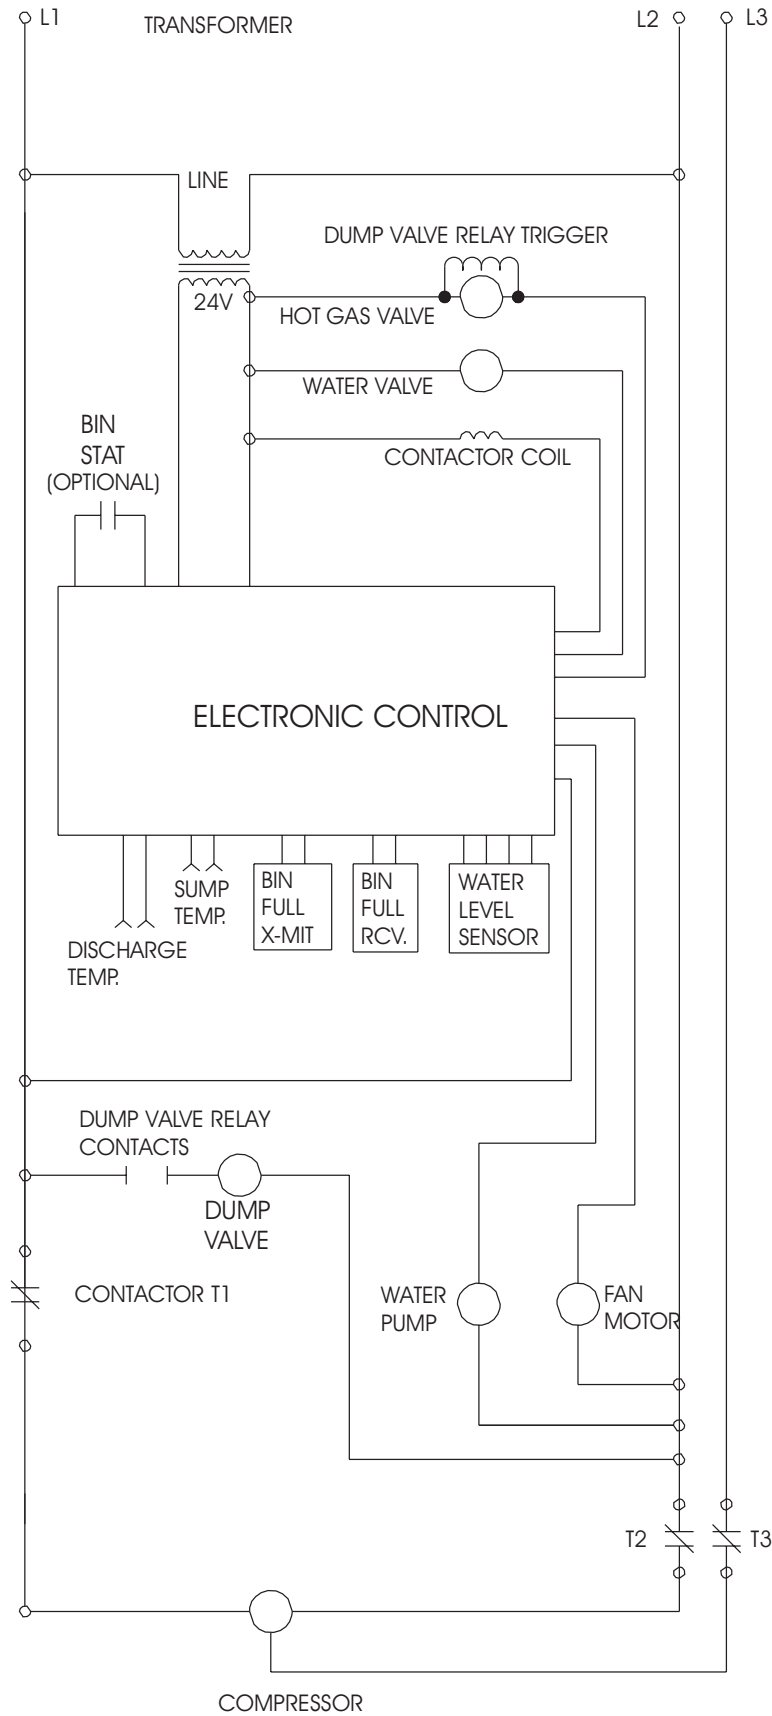 L1
TRANSFORMER
L2
L3
LINE
DUMP VALVE RELAY TRIGGER
24V
HOT GAS VALVE
WATER VALVE
BIN
STAT
(OPTIONAL)
CONTACTOR COIL
ELECTRONIC CONTROL
DISCHARGE
TEMP.
SUMP
TEMP.
BIN
FULL
X-MIT
BIN
FULL
RCV.
WATER
LEVEL
SENSOR
DUMP VALVE RELAY
CONTACTS
DUMP
VALVE
CONTACTOR T1
WATER
PUMP
FAN
MOTOR
T2
T3
COMPRESSOR